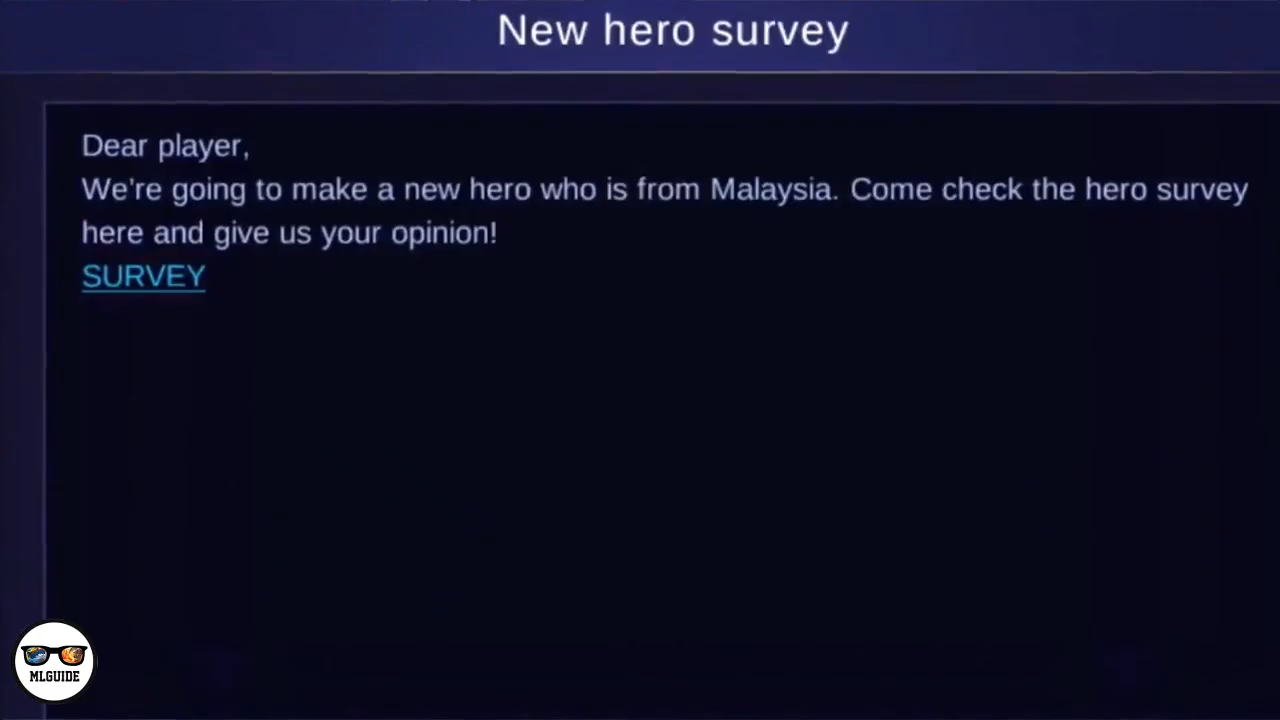 New hero survey
Dear player,
We're going to make a new hero who is from Malaysia. Come check the hero survey
here and give us your opinion!
SURVEY
MLGUIDE